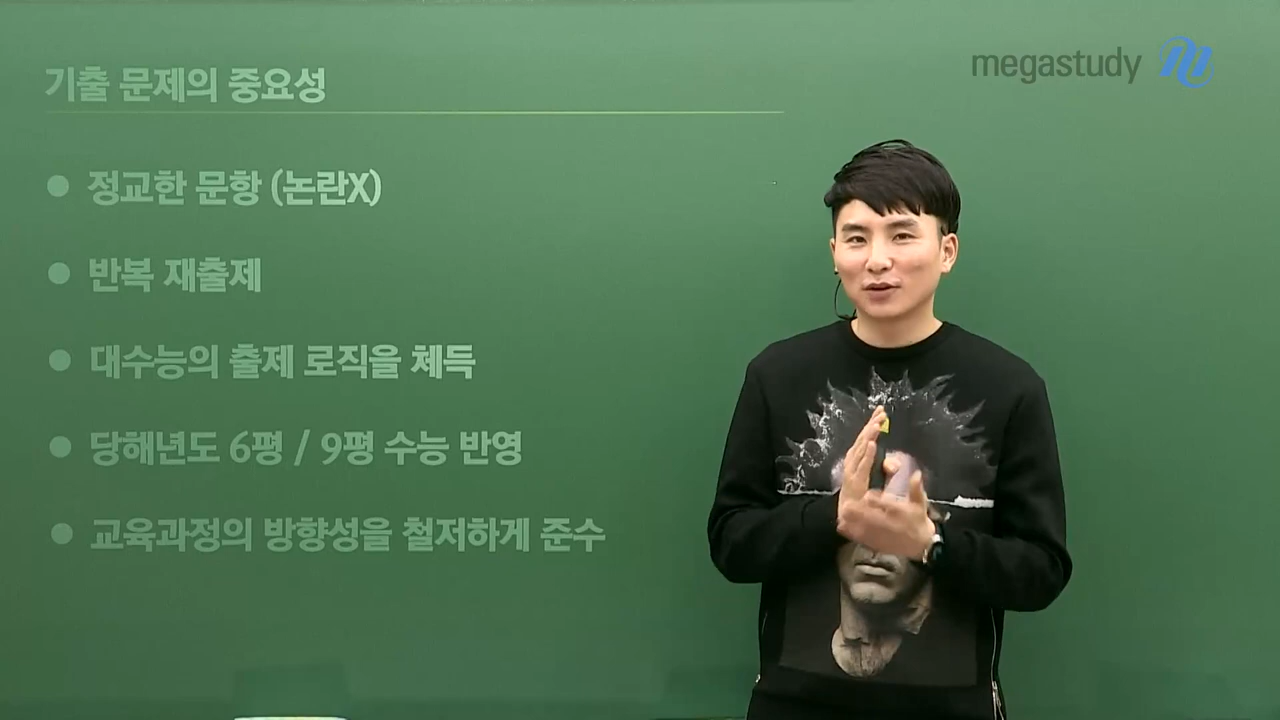 기출 문제의 중요성
megastudy
정교한 문항 (논란X)
반복 재출제
대수능의 출제 로직을 체득
당해년도 6평 / 9평 수능 반영
교육과정의 방향성을 철저하게 준수